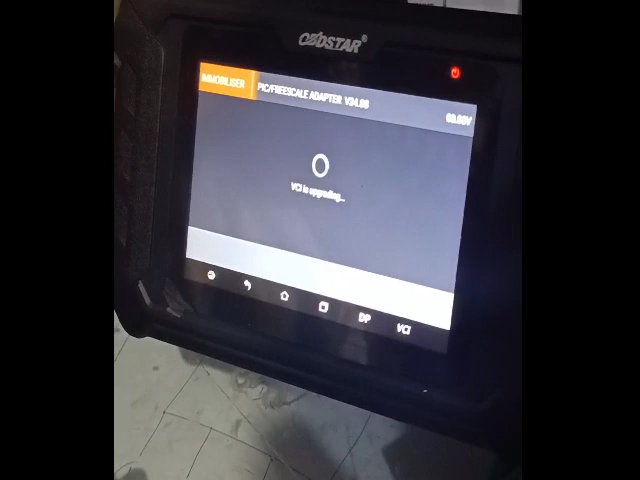 OBDSTAR®
IMMOBILISER
PIC/FREESCALE ADAPTER V34.08
VCI is upgrading...
DP
VCI